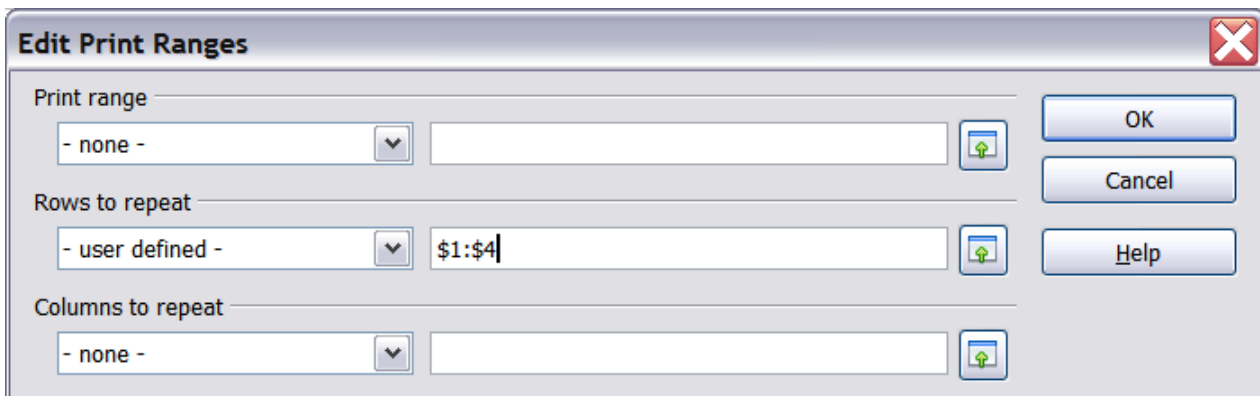 Edit Print Ranges
Print range
- none -
OK
Cancel
Rows to repeat
- user defined -
$1:$4
Help
Columns to repeat
- none -